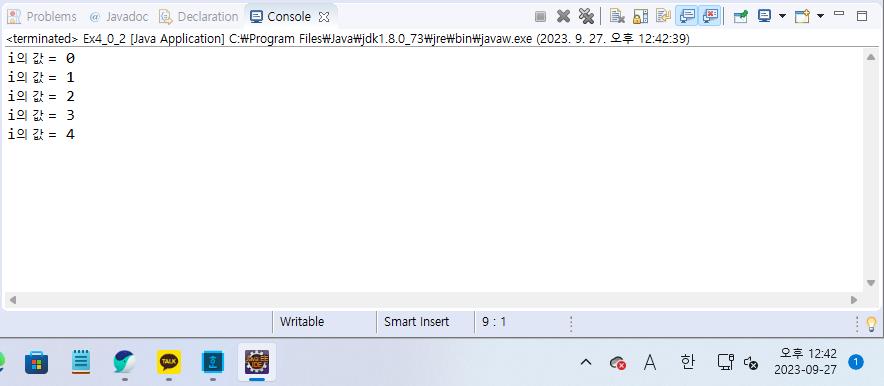 Problems @ Javadoc Declaration Console
<terminated> Ex4_0_2 [Java Application] C:₩Program Files₩Java₩jdk1.8.0_73₩jre₩bin₩javaw.exe (2023. 9. 27. 오후 12:42:39)
i의 값 = 0
i의 값 = 1
i의 값 = 2
i의 값 = 3
i의 값 = 4
Writable Smart Insert 9 : 1
TALK Java EE IDE A 한 오후 12:42 1
2023-09-27